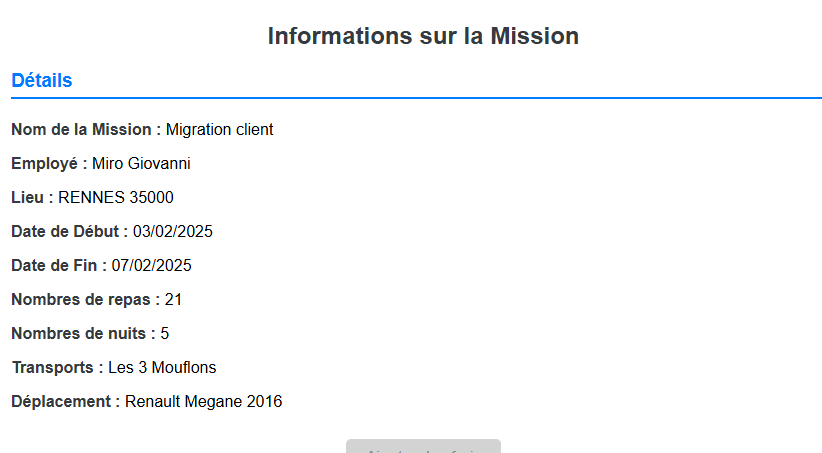 Informations sur la Mission
Détails
Nom de la Mission : Migration client
Employé : Miro Giovanni
Lieu : RENNES 35000
Date de Début : 03/02/2025
Date de Fin : 07/02/2025
Nombres de repas : 21
Nombres de nuits : 5
Transports : Les 3 Mouflons
Déplacement : Renault Megane 2016